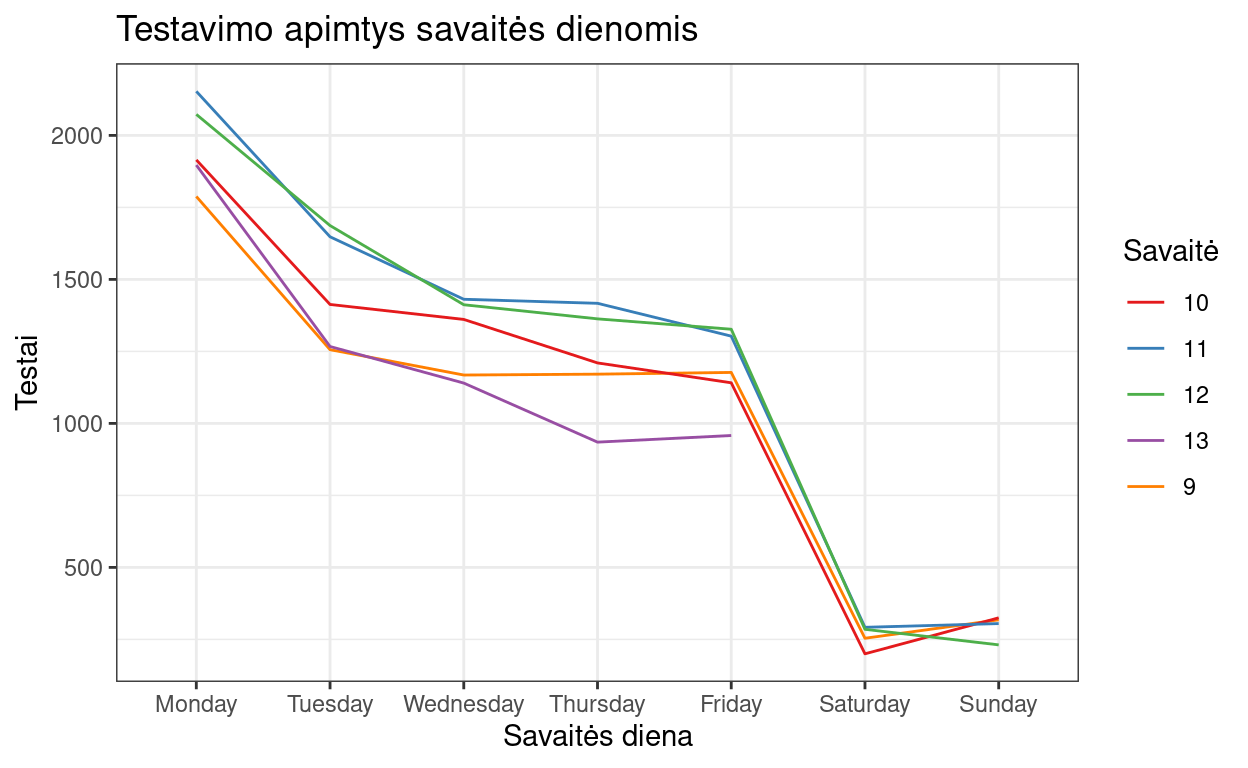 Testavimo apimtys savaitės dienomis
Testai
2000
1500
1000
500
Monday Tuesday Wednesday Thursday Friday Saturday Sunday
Savaitės diena
Savaitė
10
11
12
13
9